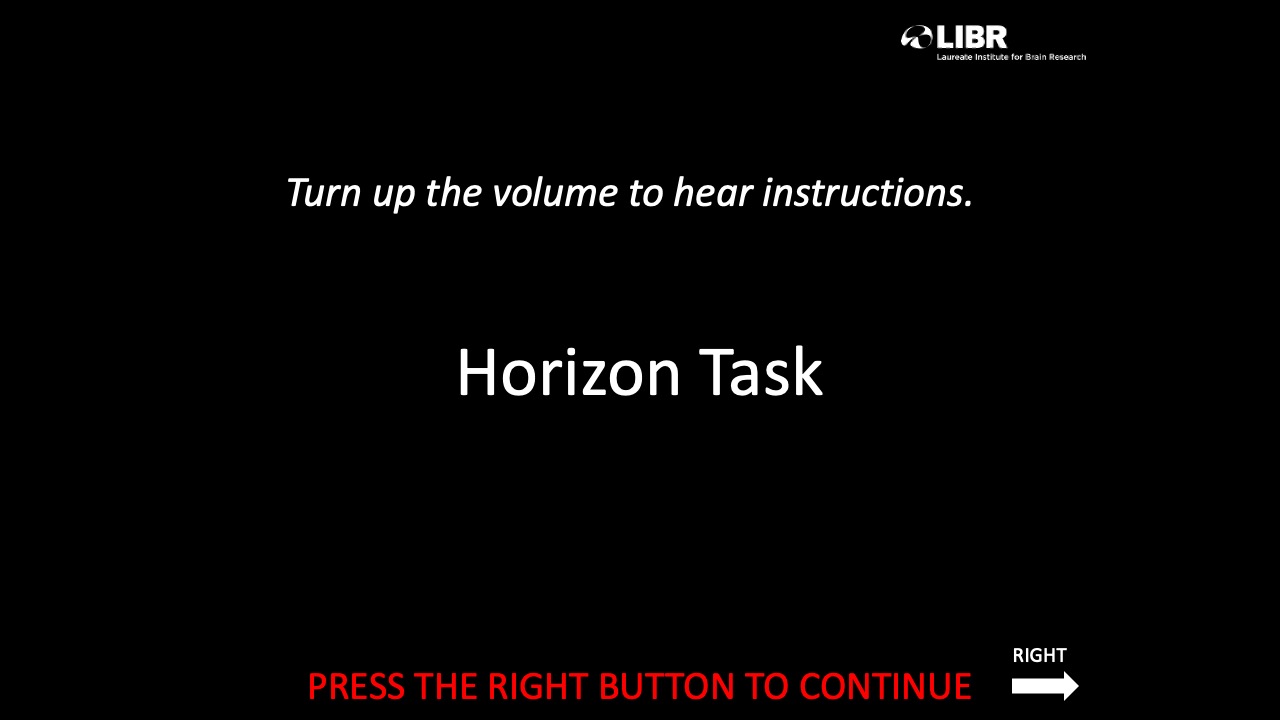 LIBR
Laureate Institute for Brain Research
Turn up the volume to hear instructions.
Horizon Task
RIGHT
PRESS THE RIGHT BUTTON TO CONTINUE